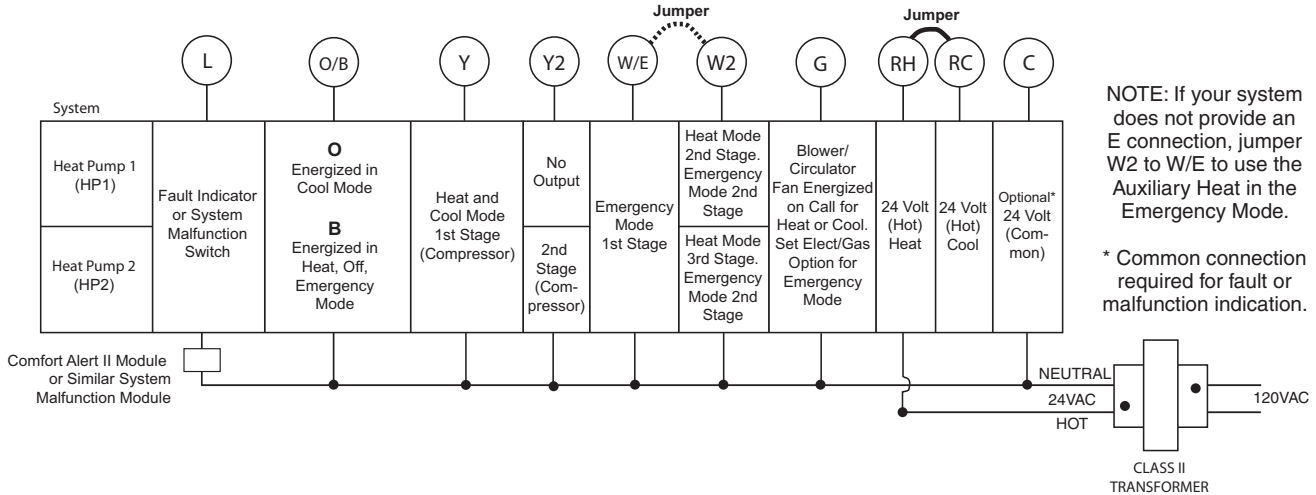 Jumper
Jumper
L
O/B
Y
Y2
W/E
W2
G
RH
RC
C
System
Heat Pump 1
(HP1)
Heat Pump 2
(HP2)
Fault Indicator
or System
Malfunction
Switch
O
Energized in
Cool Mode
B
Energized in
Heat, Off,
Emergency
Mode
Heat and
Cool Mode
1st Stage
(Compressor)
No
Output
2nd
Stage
(Com-
pressor)
Emergency
Mode
1st Stage
Heat Mode
2nd Stage.
Emergency
Mode 2nd
Stage
Heat Mode
3rd Stage.
Emergency
Mode 2nd
Stage
Blower/
Circulator
Fan Energized
on Call for
Heat or Cool.
Set Elect/Gas
Option for
Emergency
Mode
24 Volt
(Hot)
Heat
24 Volt
(Hot)
Cool
Optional*
24 Volt
(Com-
mon)
NOTE: If your system
does not provide an
E connection, jumper
W2 to W/E to use the
Auxiliary Heat in the
Emergency Mode.
* Common connection
required for fault or
malfunction indication.
Comfort Alert II Module
or Similar System
Malfunction Module
NEUTRAL
24VAC
HOT
120VAC
CLASS II
TRANSFORMER